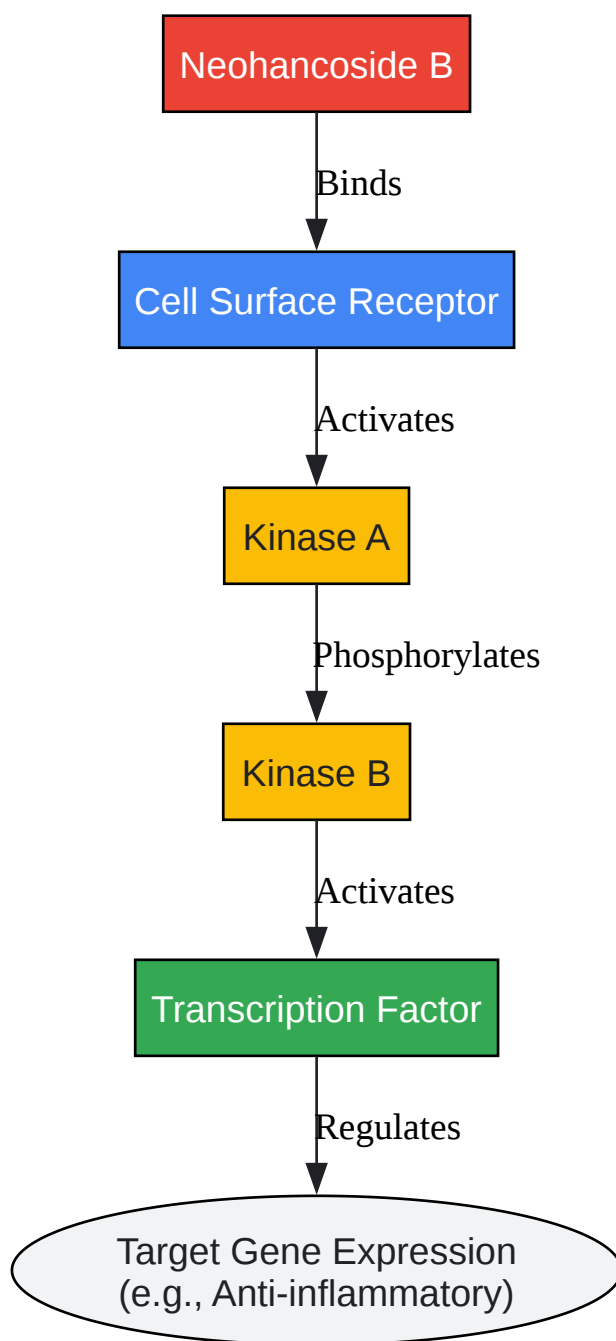 Neohancoside B
Binds
Cell Surface Receptor
Activates
Kinase A
Phosphorylates
Kinase B
Activates
Transcription Factor
Regulates
Target Gene Expression
(e.g., Anti-inflammatory)